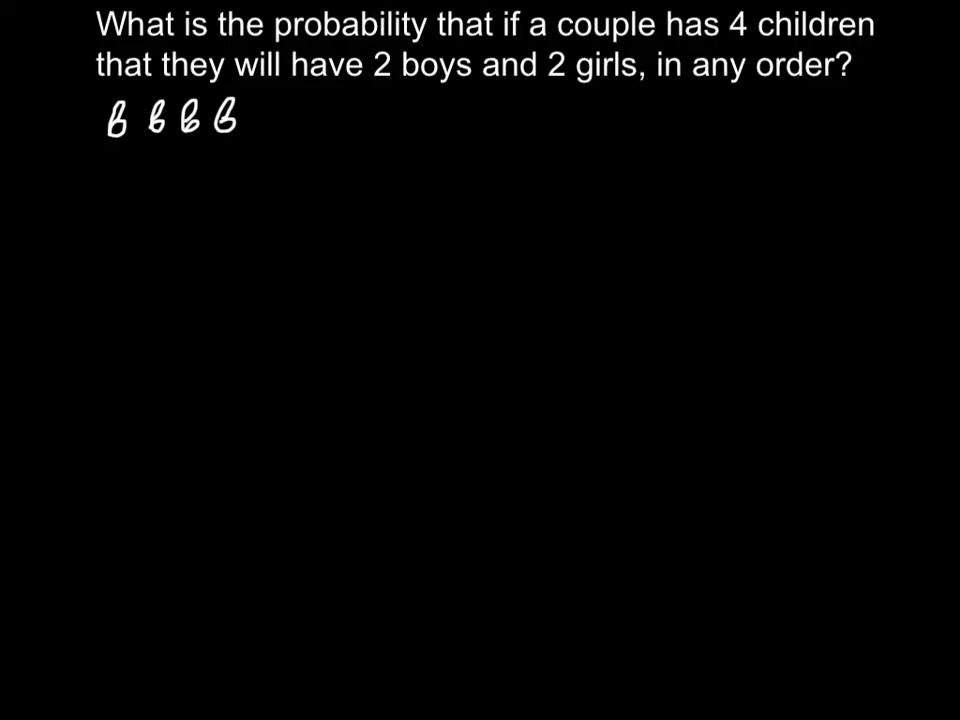 What is the probability that if a couple has 4 children
that they will have 2 boys and 2 girls, in any order?
B B B B